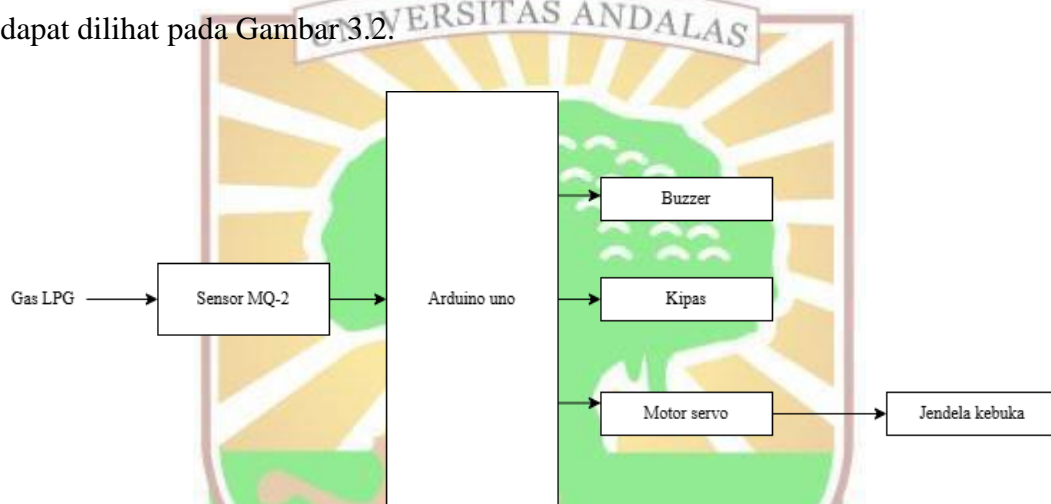 UNIVERSITAS ANDALAS
dapat dilihat pada Gambar 3.2.
Buzzer
Gas LPG
Sensor MQ-2
Arduino uno
Kipas
Motor servo
Jendela kebuka